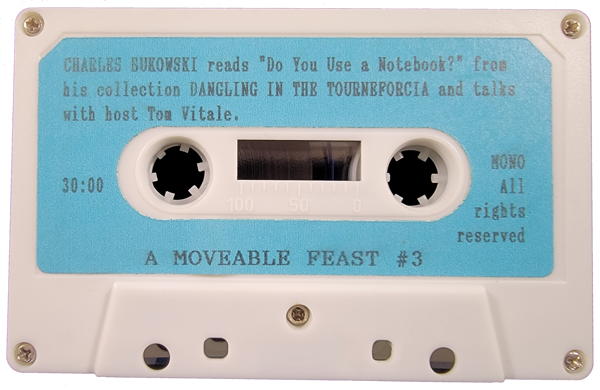 CHARLES BUKOWSKI reads "Do You Use a Notebook?" from
his collection DANGLING IN THE TOURNEFORCIA and talks
with host Tom Vitale.
30:00
100 50 0
MONO
All
rights
reserved
A MOVEABLE FEAST #3